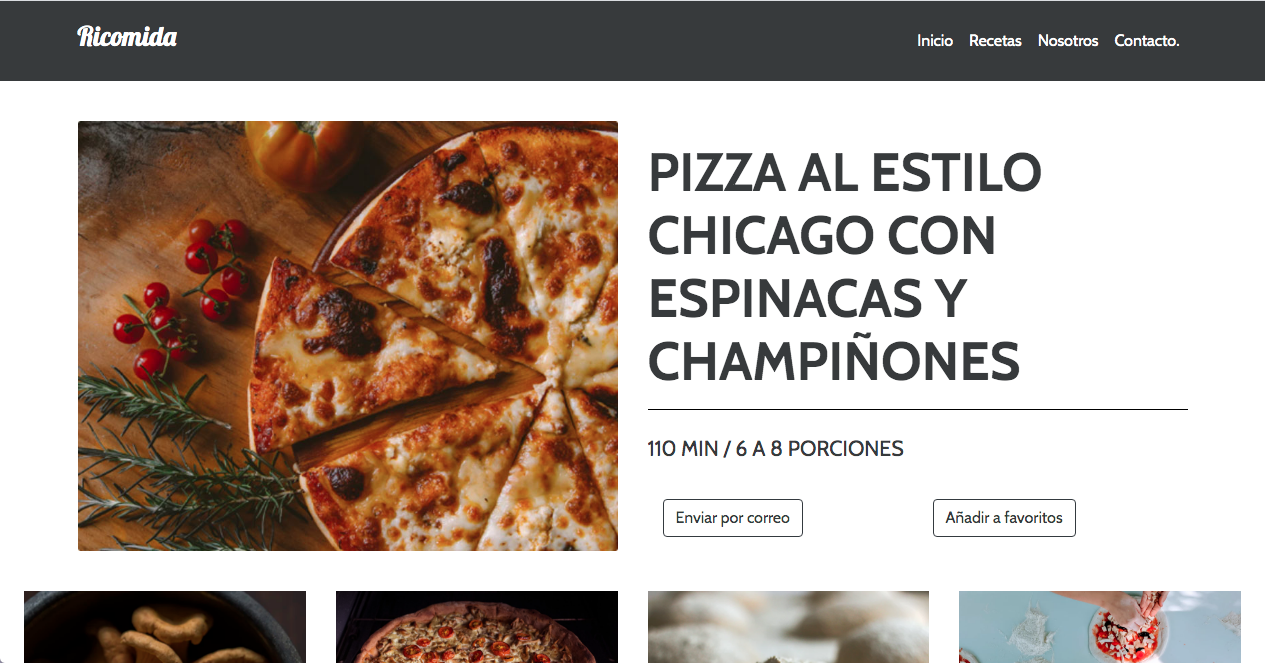 Ricomida
Inicio Recetas Nosotros Contacto.
PIZZA AL ESTILO
CHICAGO CON
ESPINACAS Y
CHAMPIÑONES
110 MIN / 6 A 8 PORCIONES
Enviar por correo
Añadir a favoritos